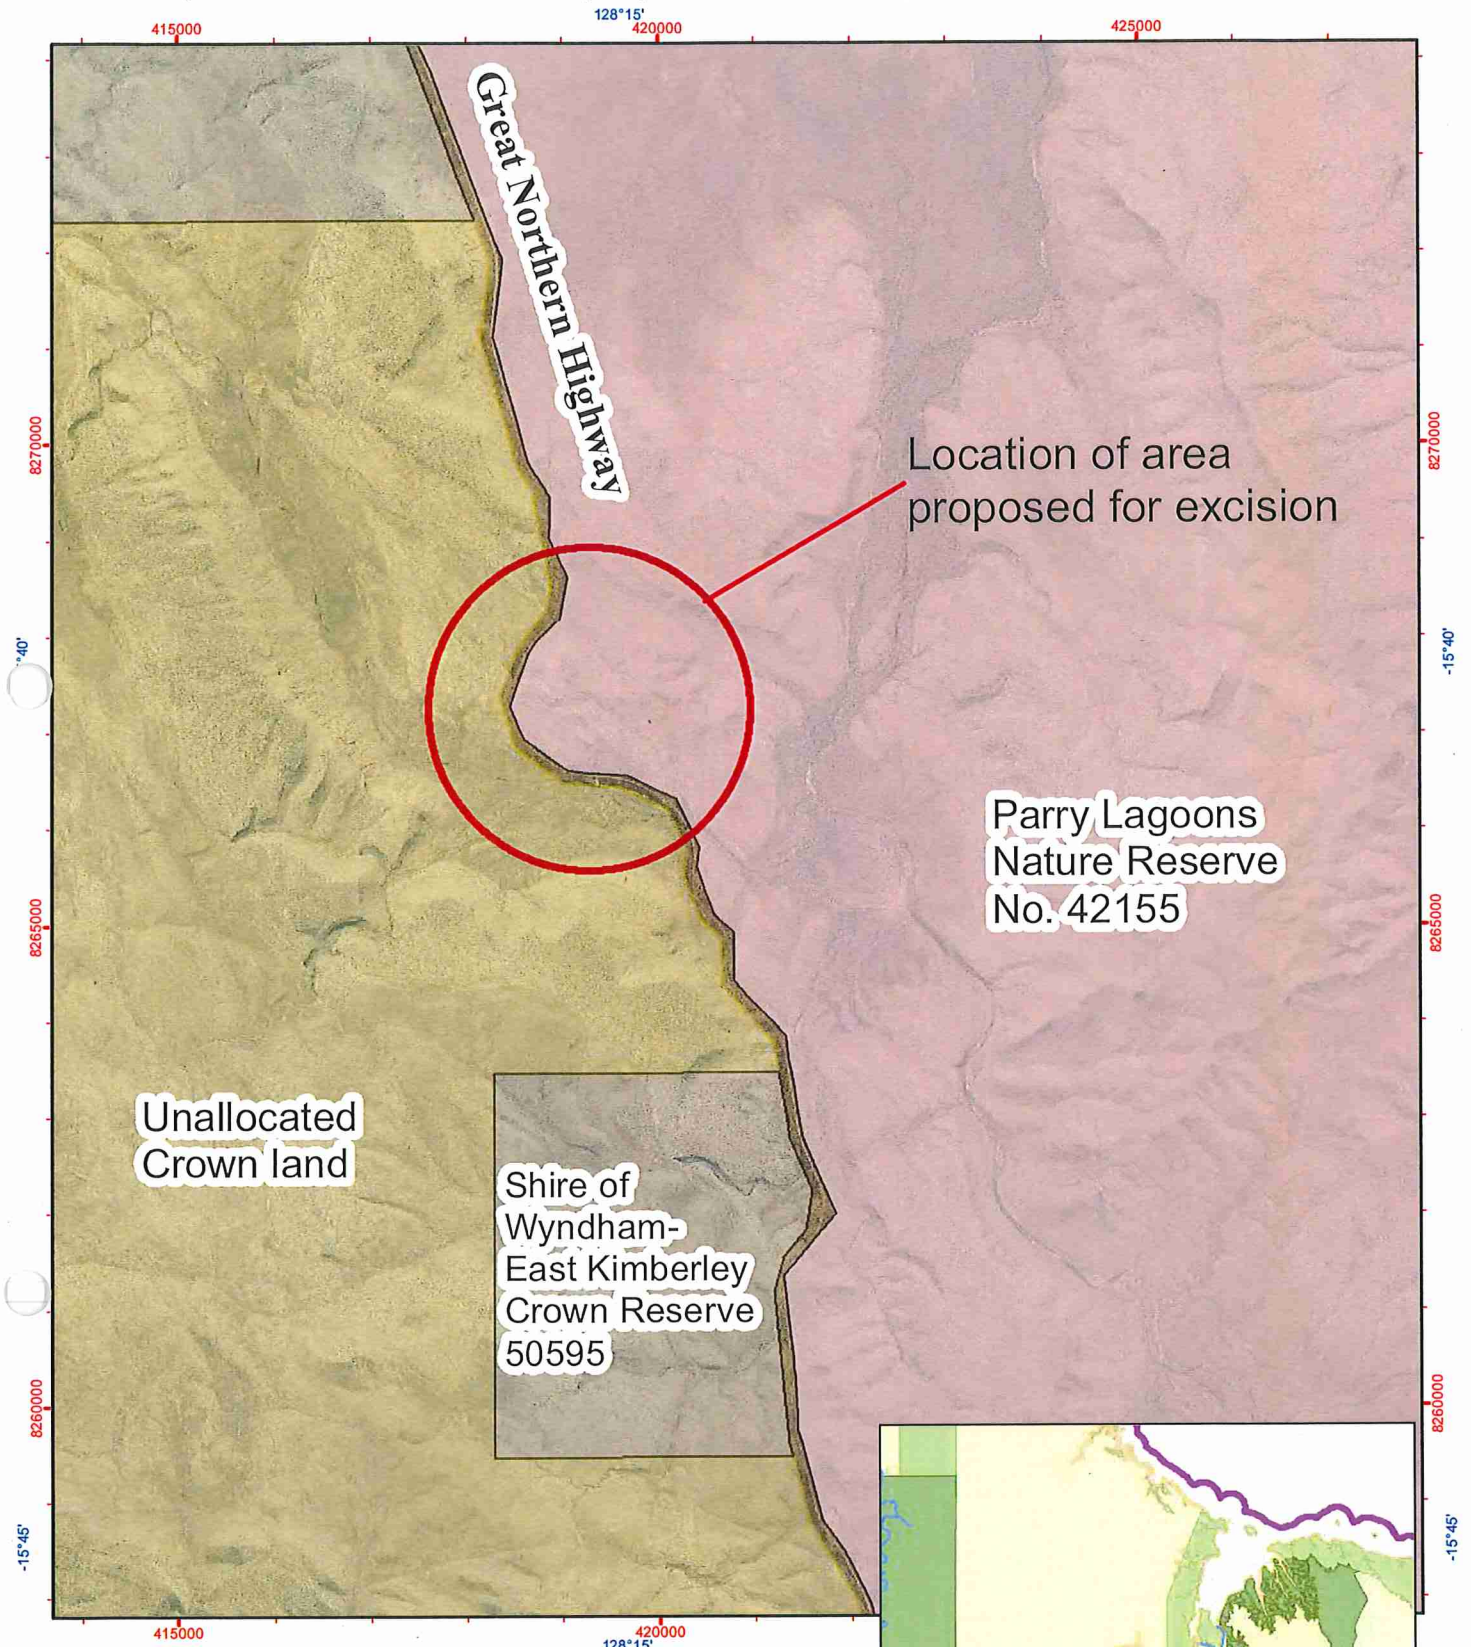 128°15'
415000
420000
425000
Great Northern Highway
8270000
8270000
Location of area
proposed for excision
°40'
-15°40'
Parry Lagoons
Nature Reserve
No. 42155
8265000
8265000
Unallocated
Crown land
Shire of
Wyndham-
East Kimberley
Crown Reserve
50595
8260000
8260000
-15°45'
-15°45'
415000
420000
128°15'